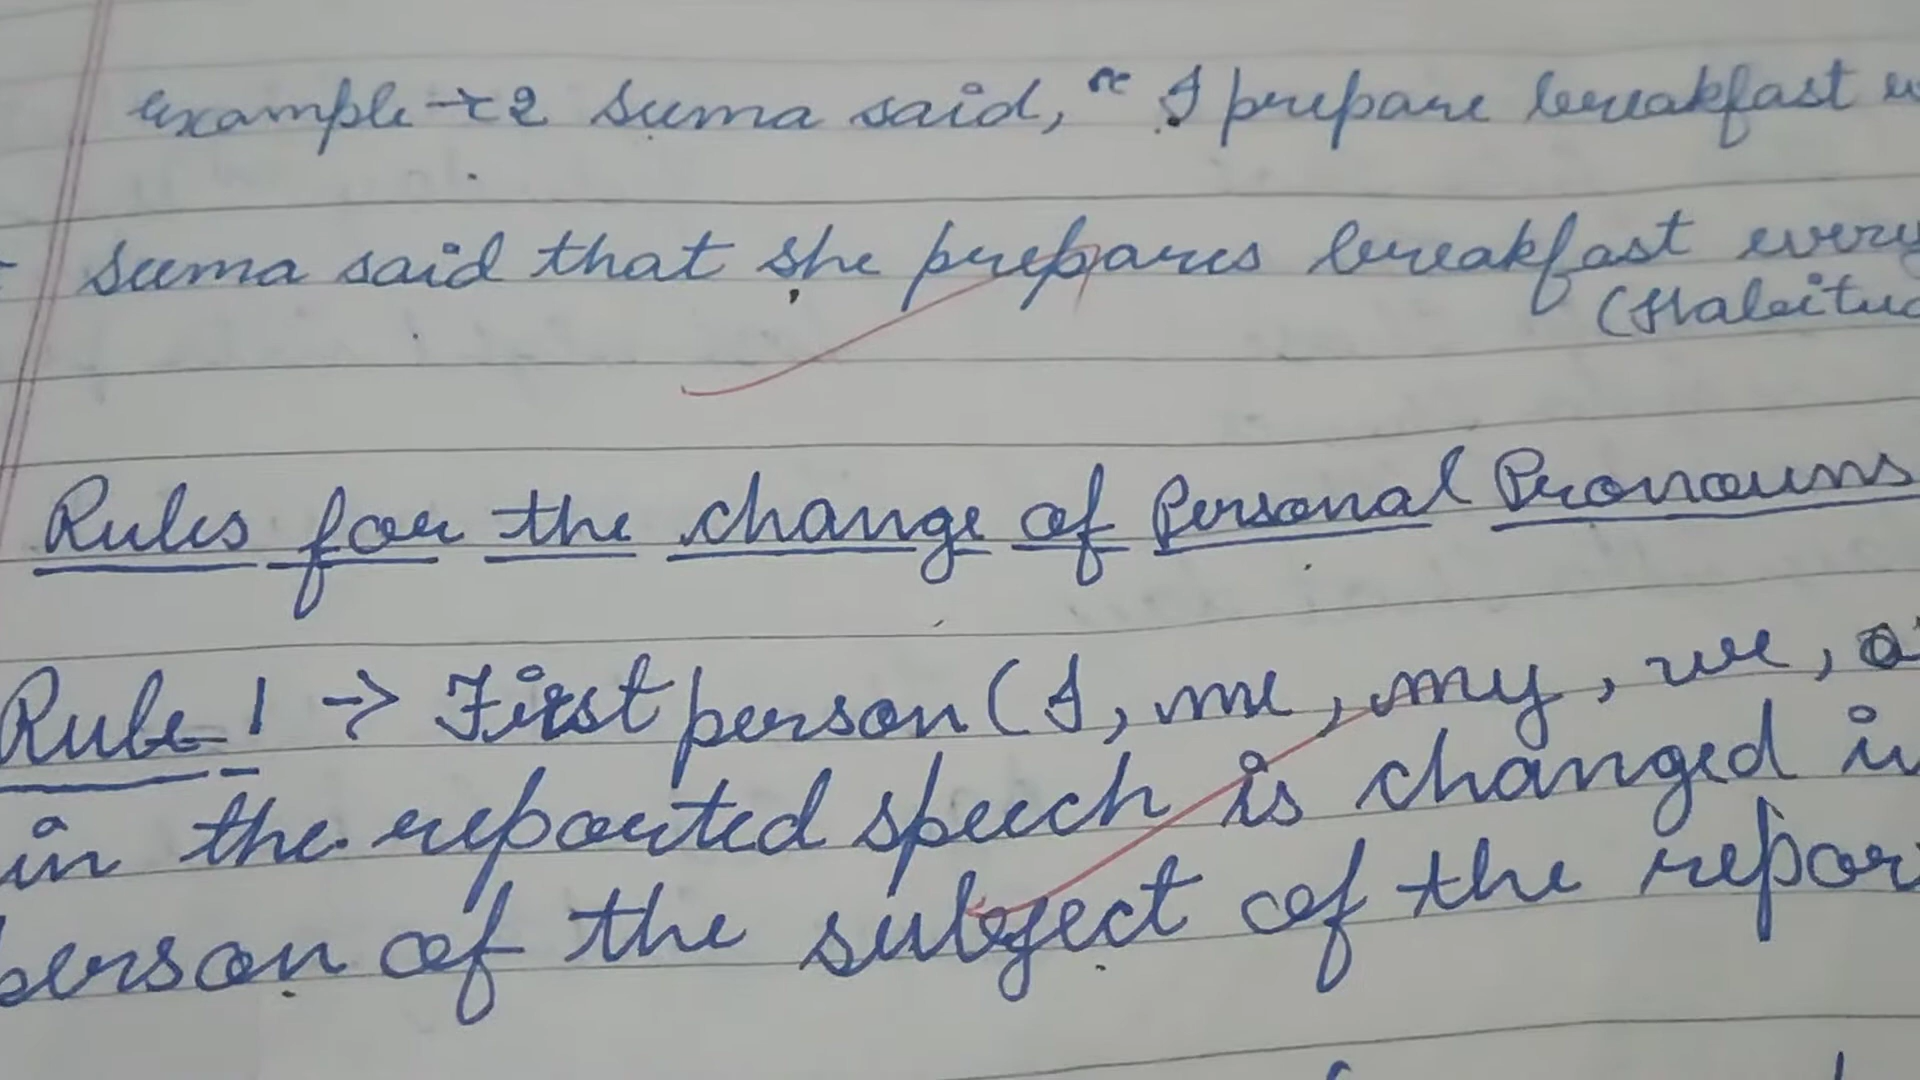 example → 2 Suma said, " I prepare breakfast
Suma said that she prepares breakfast every
(Habitua
Rules for the change of Personal Pronouns
Rule 1 → First person (I, me, my, we,
in the reported speech is changed in
person of the subject of the repor